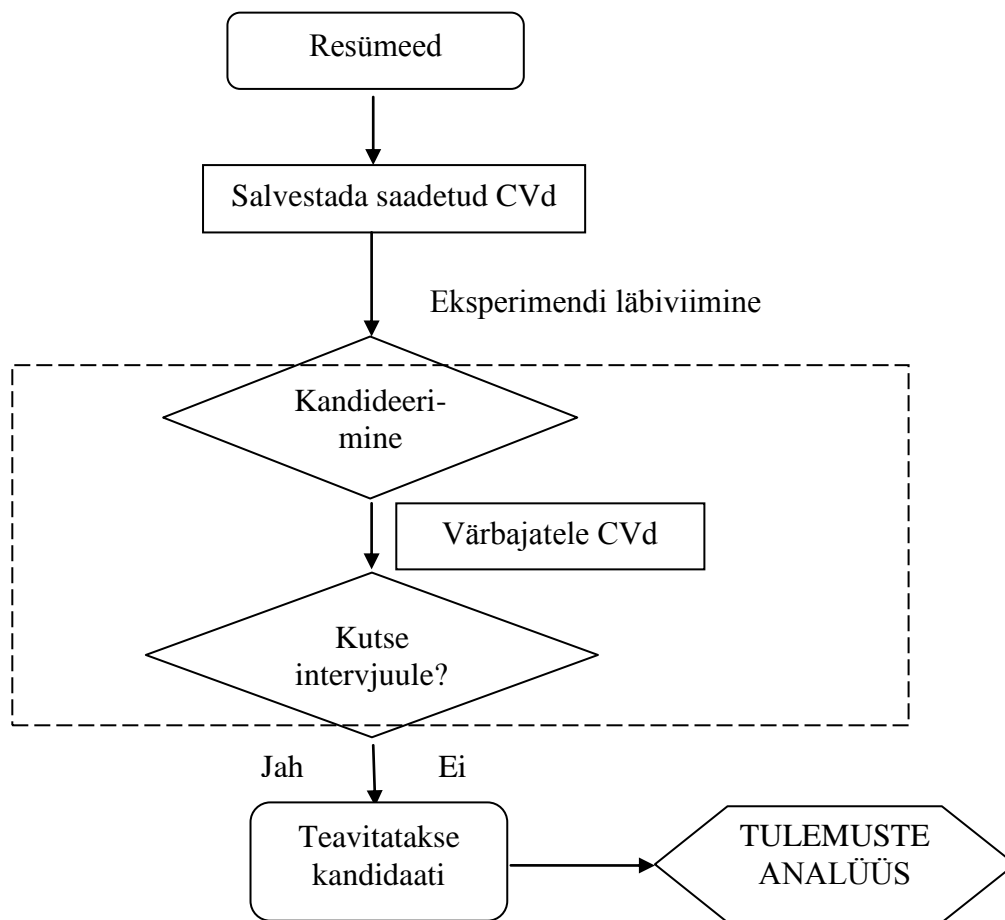 Resümeed
Salvestada saadetud CVd
Eksperimendi läbiviimine
Kandideeri-
mine
Värbajatele CVd
Kutse
intervjuule?
Jah
Ei
Teavitatakse
kandidaati
TULEMUSTE
ANALÜÜS